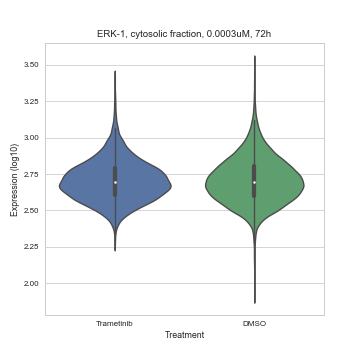 ERK-1, cytosolic fraction, 0.0003uM, 72h
3.50
3.25
3.00
2.75
2.50
2.25
2.00
Expression (log10)
Trametinib
DMSO
Treatment